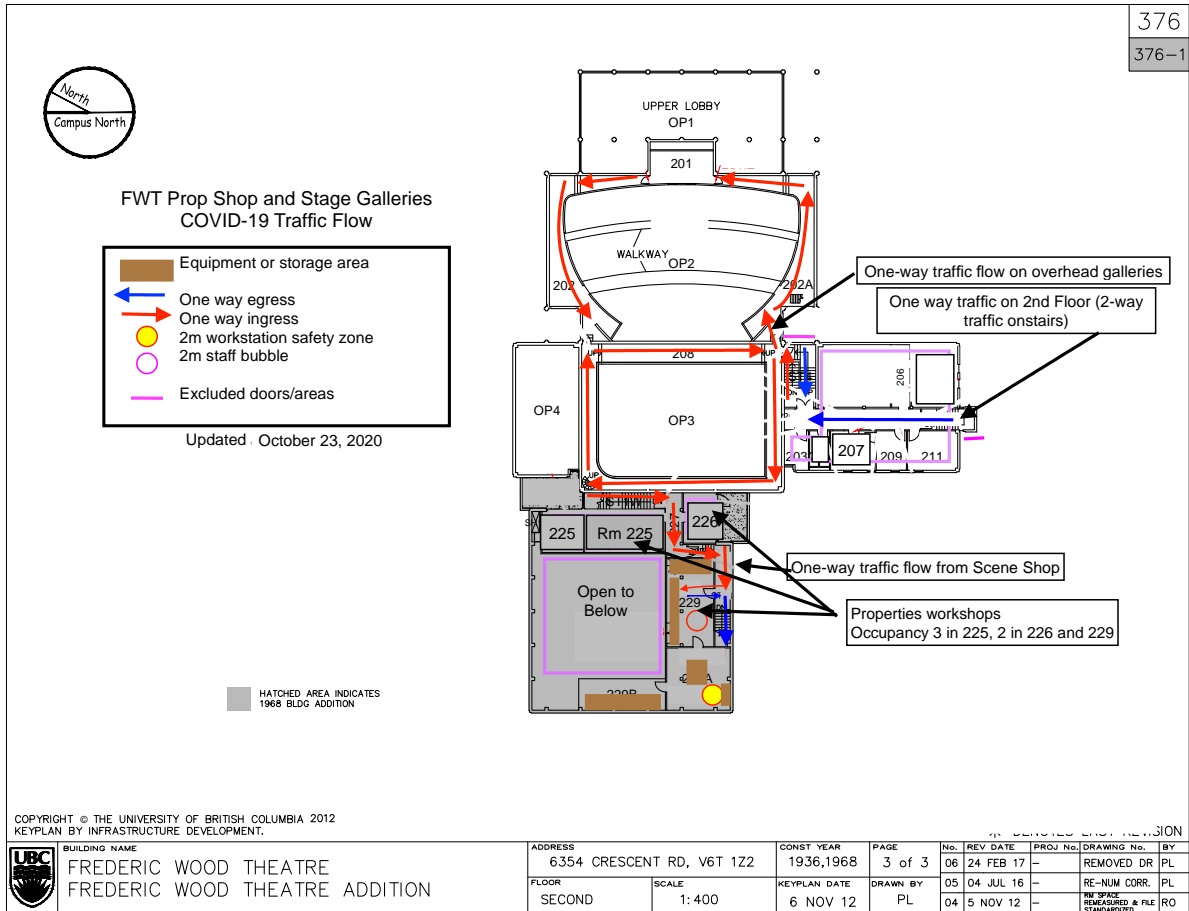 376
376-1
North
Campus North
FWT Prop Shop and Stage Galleries
COVID-19 Traffic Flow
Equipment or storage area
One way egress
One way ingress
2m workstation safety zone
2m staff bubble
Excluded doors/areas
Updated October 23, 2020
UPPER LOBBY
OP1
201
WALKWAY
OP2
202
202A
One-way traffic flow on overhead galleries
One way traffic on 2nd Floor (2-way
traffic onstairs)
UP
208
UP
206
OP4
OP3
203
207
209
211
UP
225
Rm 225
226
Open to
Below
229
One-way traffic flow from Scene Shop
Properties workshops
Occupancy 3 in 225, 2 in 226 and 229
229B
HATCHED AREA INDICATES
1968 BLDG ADDITION
COPYRIGHT © THE UNIVERSITY OF BRITISH COLUMBIA 2012
KEYPLAN BY INFRASTRUCTURE DEVELOPMENT.
DENOTES LAST REVISION
UBC
BUILDING NAME
FREDERIC WOOD THEATRE
FREDERIC WOOD THEATRE ADDITION
ADDRESS
6354 CRESCENT RD, V6T 1Z2
FLOOR
SECOND
SCALE
1:400
CONST YEAR
1936,1968
KEYPLAN DATE
6 NOV 12
PAGE
3 of 3
DRAWN BY
PL
No. REV DATE PROJ No. DRAWING No. BY
06 24 FEB 17 – REMOVED DR PL
05 04 JUL 16 – RE-NUM CORR. PL
04 5 NOV 12 – RM SPACE REMEASURED & FILE STANDARDIZED RO